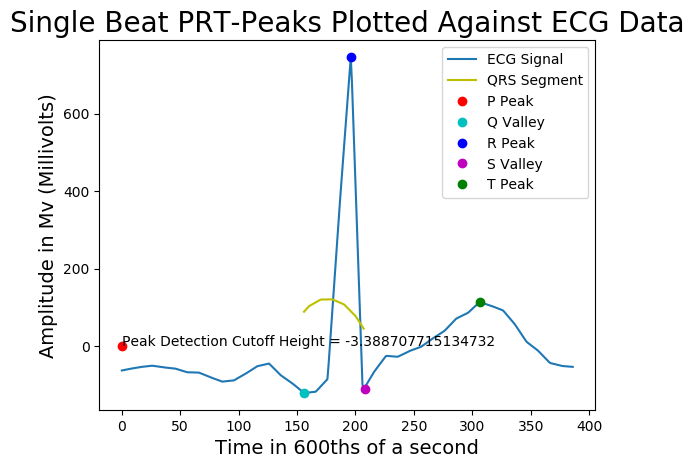 Single Beat PRT-Peaks Plotted Against ECG Data
Amplitude in Mv (Millivolts)
600
400
200
0
ECG Signal
QRS Segment
P Peak
Q Valley
R Peak
S Valley
T Peak
Peak Detection Cutoff Height = -3.388707715134732
0 50 100 150 200 250 300 350 400
Time in 600ths of a second